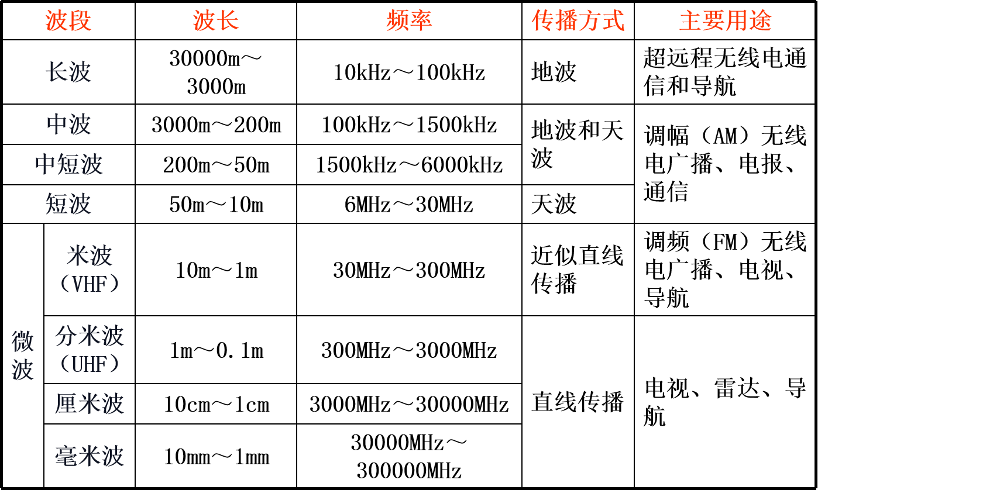 波段 波长 频率 传播方式 主要用途
长波 30000m～
3000m 10kHz～100kHz 地波 超远程无线电通
信和导航
中波 3000m～200m 100kHz～1500kHz 地波和天
波 调幅（AM）无线
电广播、电报、
通信
中短波 200m～50m 1500kHz～6000kHz
短波 50m～10m 6MHz～30MHz 天波
微
波
米波
（VHF） 10m～1m 30MHz～300MHz 近似直线
传播 调频（FM）无线
电广播、电视、
导航
分米波
（UHF） 1m～0.1m 300MHz～3000MHz 直线传播 电视、雷达、导
航
厘米波 10cm～1cm 3000MHz～30000MHz
毫米波 10mm～1mm 30000MHz～
300000MHz